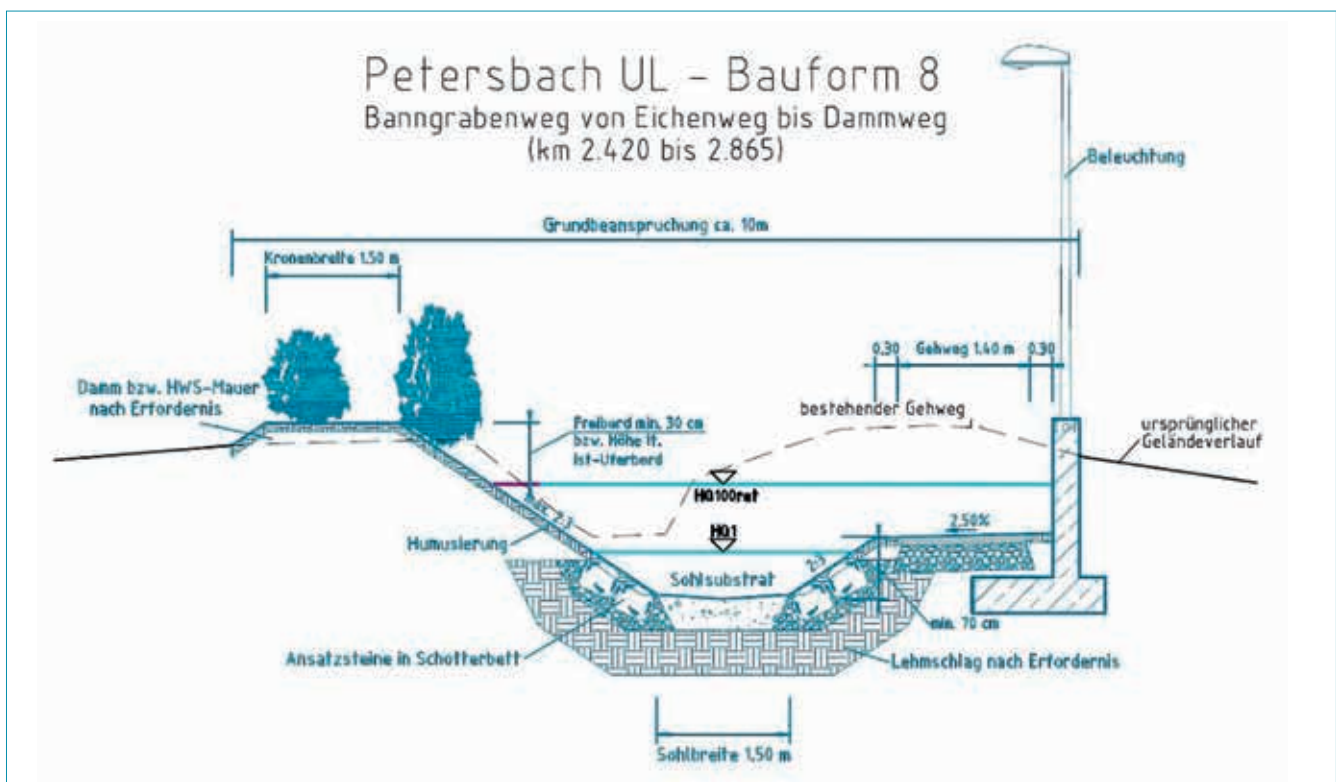 Petersbach UL - Bauform 8
Banngrabenweg von Eichenweg bis Dammweg
(km 2.420 bis 2.865)
Beleuchtung
Grundbeanspruchung ca. 10m
Kronenbreite 1,50 m
0,30 Gehweg 1,40 m 0,30
Damm bzw. HWS-Mauer
nach Erfordernis
Freibord min. 30 cm
bzw. Höhe lt.
Ist-Uferbord
bestehender Gehweg
ursprünglicher
Geländeverlauf
HQ100ret
2:3
HQ1
2,50%
Humusierung
2:3
Sohlsubstrat
min. 70 cm
Ansatzsteine in Schotterbett
Lehmschlag nach Erfordernis
Sohlbreite 1,50 m